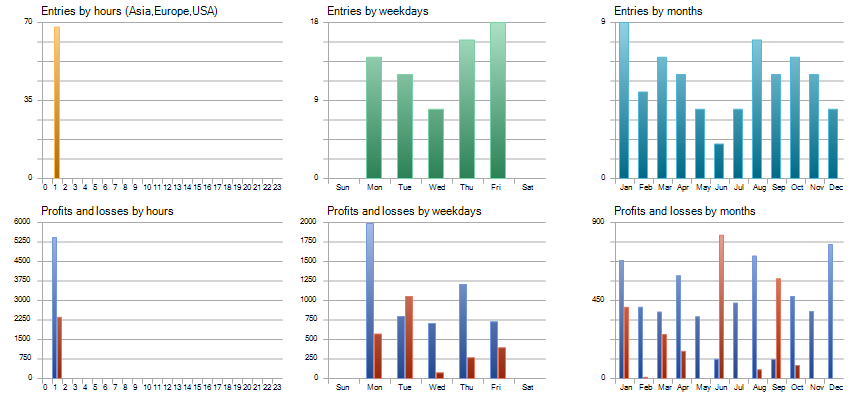 Entries by hours (Asia,Europe,USA)
70
35
0
0 1 2 3 4 5 6 7 8 9 10 11 12 13 14 15 16 17 18 19 20 21 22 23
Entries by weekdays
18
9
0
Sun Mon Tue Wed Thu Fri Sat
Entries by months
9
0
Jan Feb Mar Apr May Jun Jul Aug Sep Oct Nov Dec
Profits and losses by hours
6000
5250
4500
3750
3000
2250
1500
750
0
0 1 2 3 4 5 6 7 8 9 10 11 12 13 14 15 16 17 18 19 20 21 22 23
Profits and losses by weekdays
2000
1750
1500
1250
1000
750
500
250
0
Sun Mon Tue Wed Thu Fri Sat
Profits and losses by months
900
450
0
Jan Feb Mar Apr May Jun Jul Aug Sep Oct Nov Dec